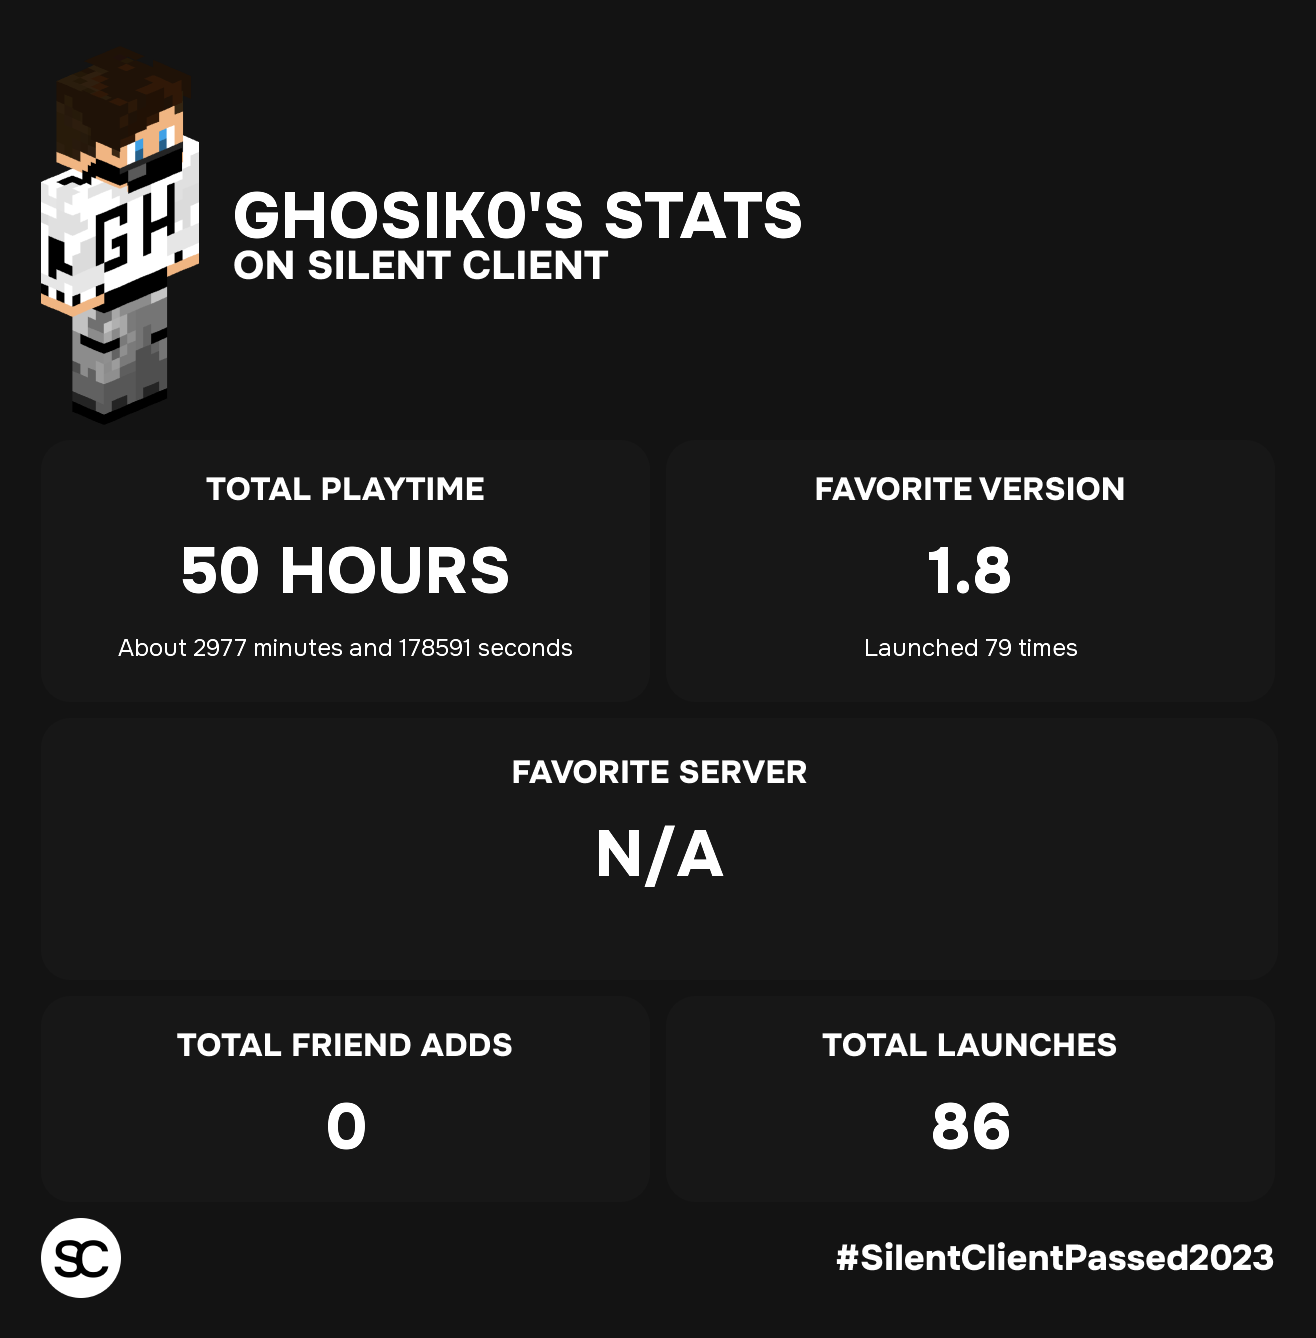 GH
GHOSIK0'S STATS
ON SILENT CLIENT
TOTAL PLAYTIME
50 HOURS
About 2977 minutes and 178591 seconds
FAVORITE VERSION
1.8
Launched 79 times
FAVORITE SERVER
N/A
TOTAL FRIEND ADDS
0
TOTAL LAUNCHES
86
SC
#SilentClientPassed2023